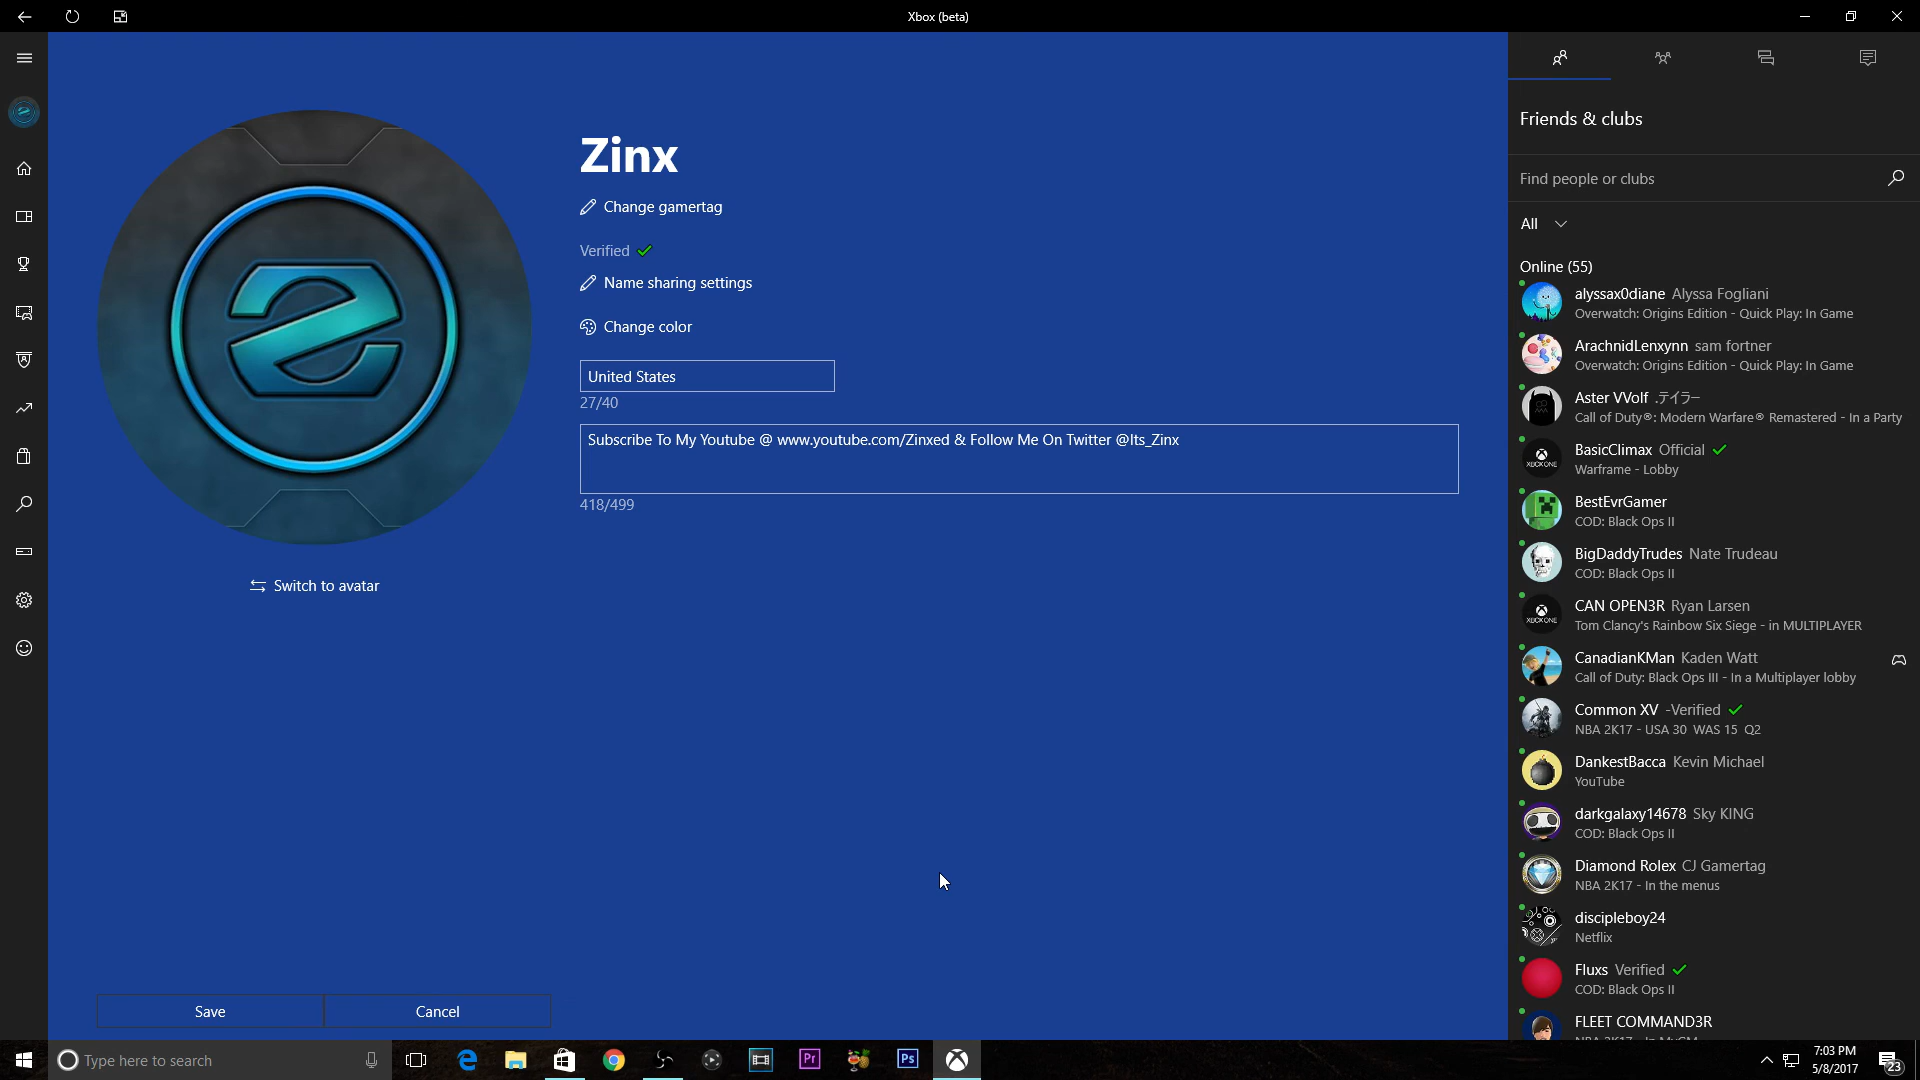 Xbox (beta)
Zinx
Change gamertag
Verified
Name sharing settings
Change color
United States
27/40
Subscribe To My Youtube @ www.youtube.com/Zinxed & Follow Me On Twitter @Its_Zinx
418/499
Switch to avatar
Save
Cancel
Friends & clubs
Find people or clubs
All
Online (55)
alyssax0diane Alyssa Fogliani
Overwatch: Origins Edition - Quick Play: In Game
ArachnidLenxynn sam fortner
Overwatch: Origins Edition - Quick Play: In Game
Aster VVolf .テイラー
Call of Duty®: Modern Warfare® Remastered - In a Party
BasicClimax Official
Warframe - Lobby
XBOX ONE
BestEvrGamer
COD: Black Ops II
BigDaddyTrudes Nate Trudeau
COD: Black Ops II
CAN OPEN3R Ryan Larsen
Tom Clancy's Rainbow Six Siege - in MULTIPLAYER
XBOX ONE
CanadianKMan Kaden Watt
Call of Duty: Black Ops III - In a Multiplayer lobby
Common XV -Verified
NBA 2K17 - USA 30 WAS 15 Q2
DankestBacca Kevin Michael
YouTube
darkgalaxy14678 Sky KING
COD: Black Ops II
Diamond Rolex CJ Gamertag
NBA 2K17 - In the menus
discipleboy24
Netflix
Fluxs Verified
COD: Black Ops II
FLEET COMMAND3R
Type here to search
Pr
Ps
7:03 PM
5/8/2017
23